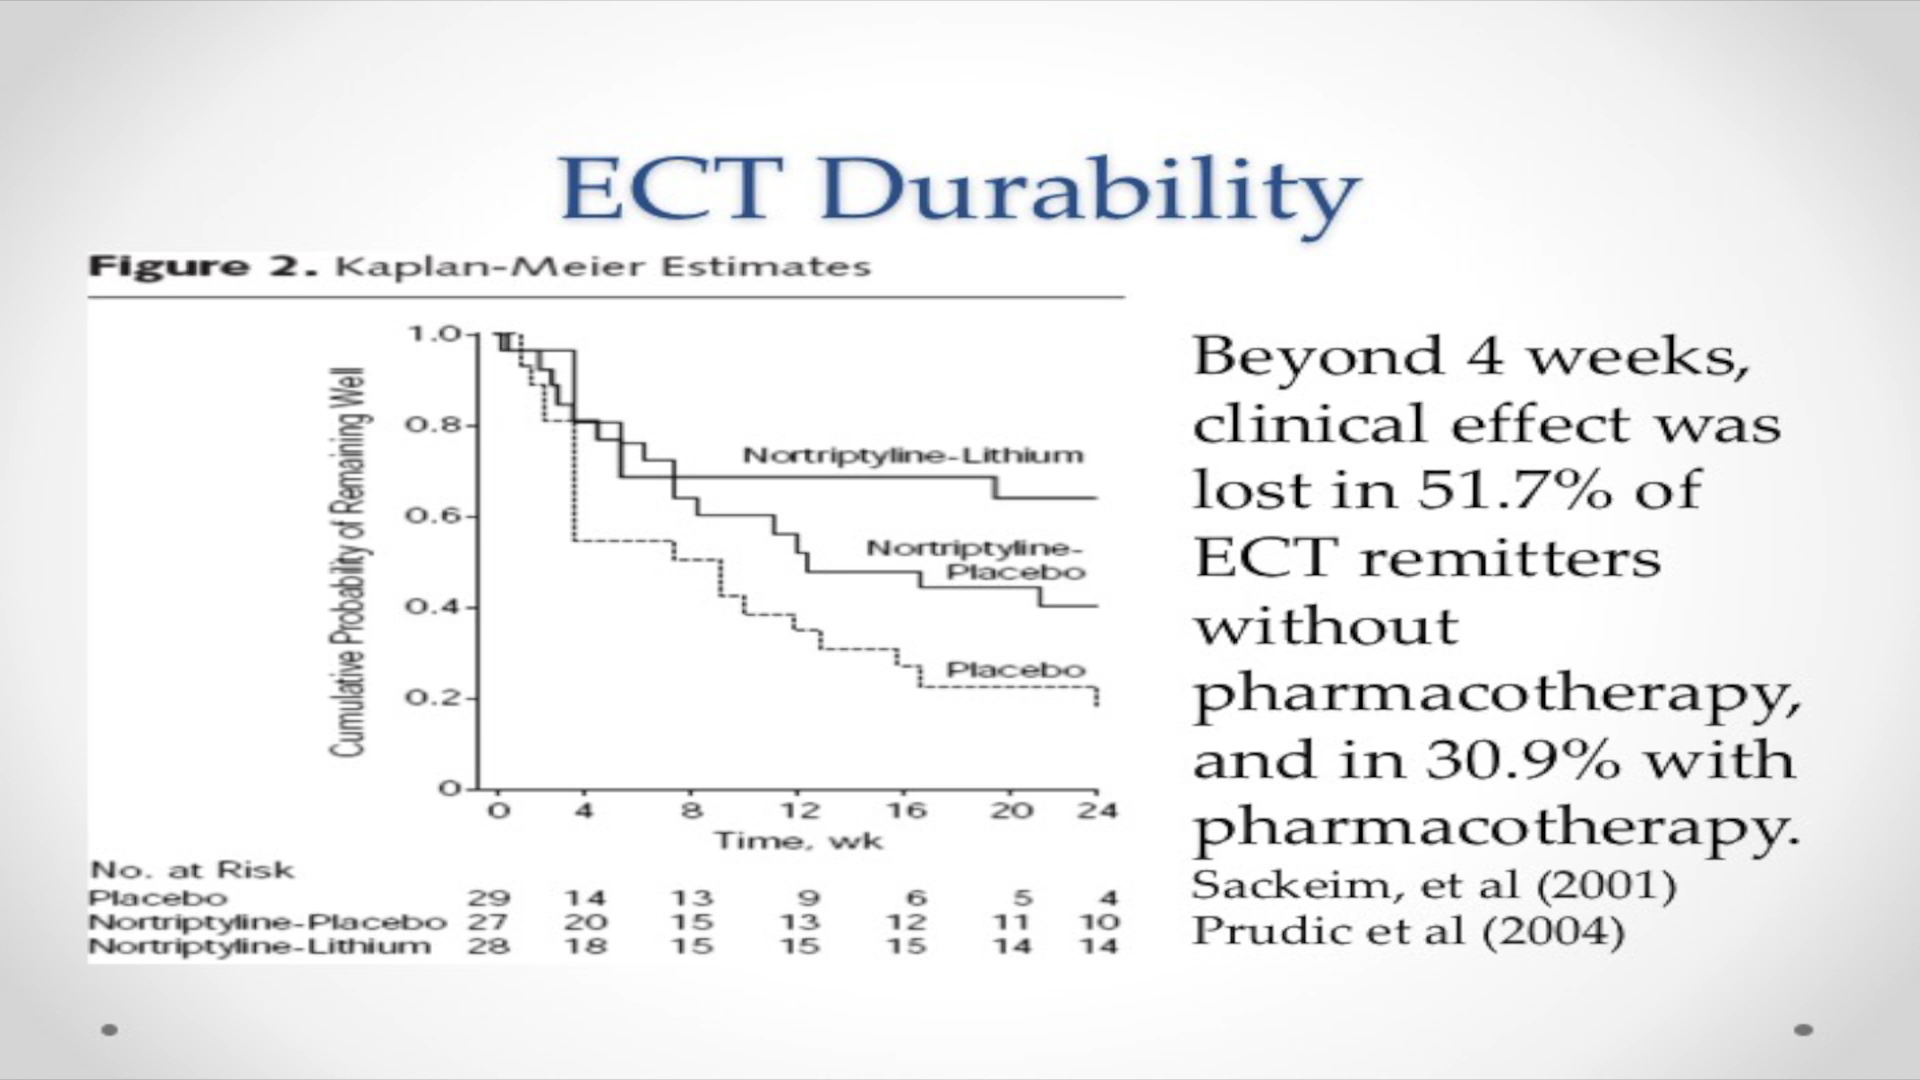 ECT Durability
Figure 2. Kaplan-Meier Estimates
1.0
0.8
0.6
0.4
0.2
0
Cumulative Probability of Remaining Well
Nortriptyline-Lithium
Nortriptyline-
Placebo
Placebo
0 4 8 12 16 20 24
Time, wk
No. at Risk
Placebo 29 14 13 9 6 5 4
Nortriptyline-Placebo 27 20 15 13 12 11 10
Nortriptyline-Lithium 28 18 15 15 15 14 14
Beyond 4 weeks,
clinical effect was
lost in 51.7% of
ECT remitters
without
pharmacotherapy,
and in 30.9% with
pharmacotherapy.
Sackeim, et al (2001)
Prudic et al (2004)